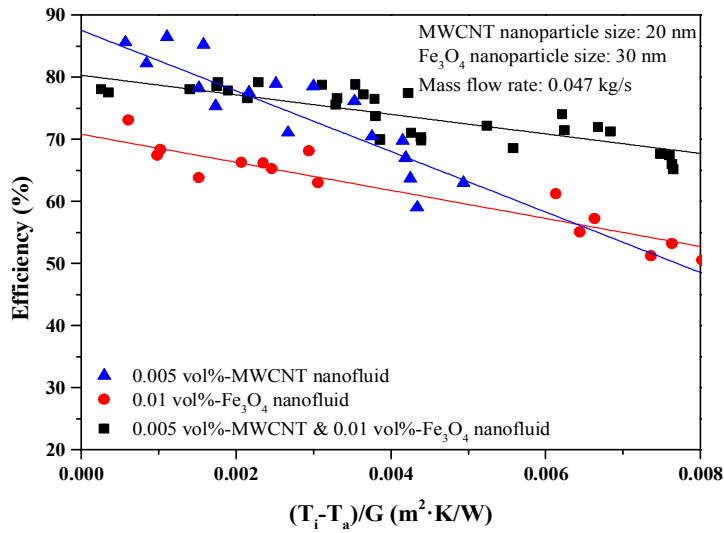 90
80
70
60
50
40
30
20
Efficiency (%)
MWCNT nanoparticle size: 20 nm
Fe₃O₄ nanoparticle size: 30 nm
Mass flow rate: 0.047 kg/s
0.005 vol%-MWCNT nanofluid
0.01 vol%-Fe₃O₄ nanofluid
0.005 vol%-MWCNT & 0.01 vol%-Fe₃O₄ nanofluid
0.000 0.002 0.004 0.006 0.008
(Tᵢ-Tₐ)/G (m²·K/W)